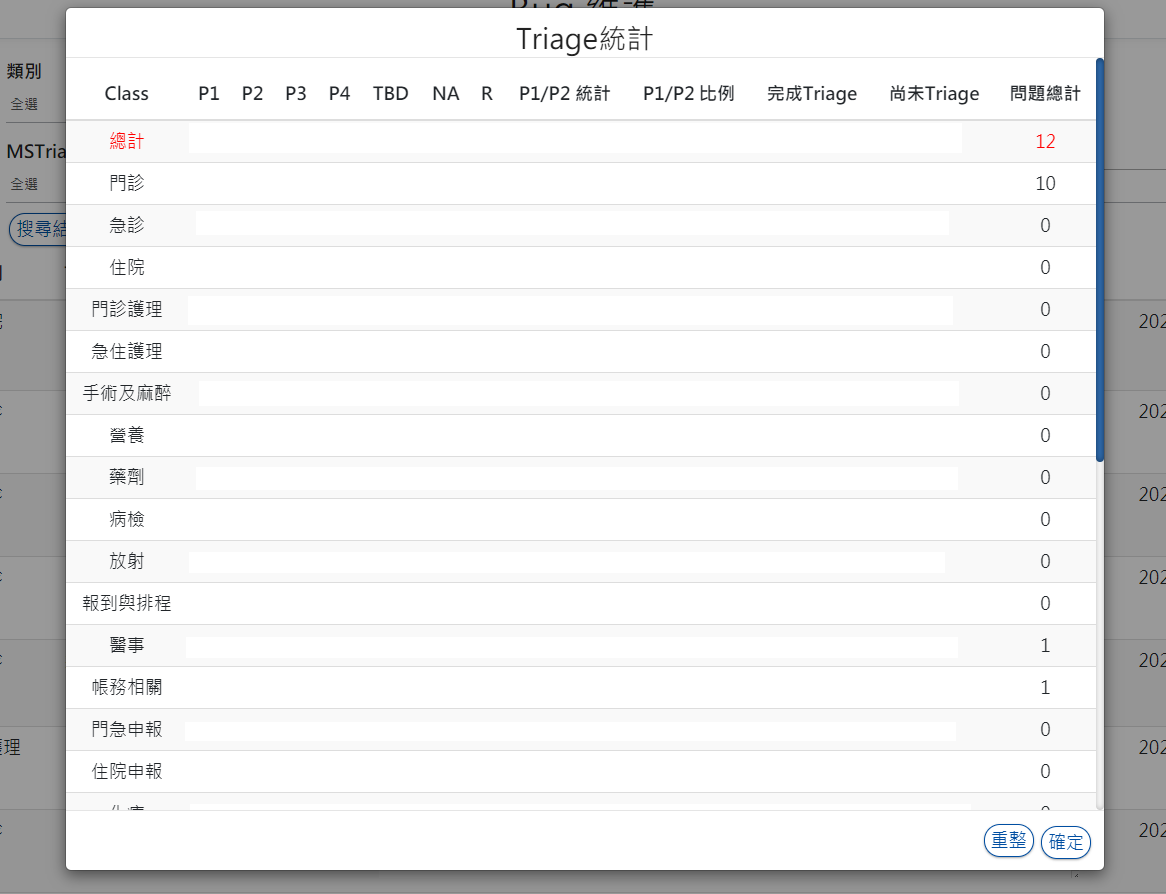 Bug 維護
Triage統計
Class P1 P2 P3 P4 TBD NA R P1/P2 統計 P1/P2 比例 完成Triage 尚未Triage 問題總計
總計 12
門診 10
急診 0
住院 0
門診護理 0
急住護理 0
手術及麻醉 0
營養 0
藥劑 0
病檢 0
放射 0
報到與排程 0
醫事 1
帳務相關 1
門急申報 0
住院申報 0
重整 確定
類別
全選
MSTria
全選
搜尋結
理
202
202
202
202
202
202
202